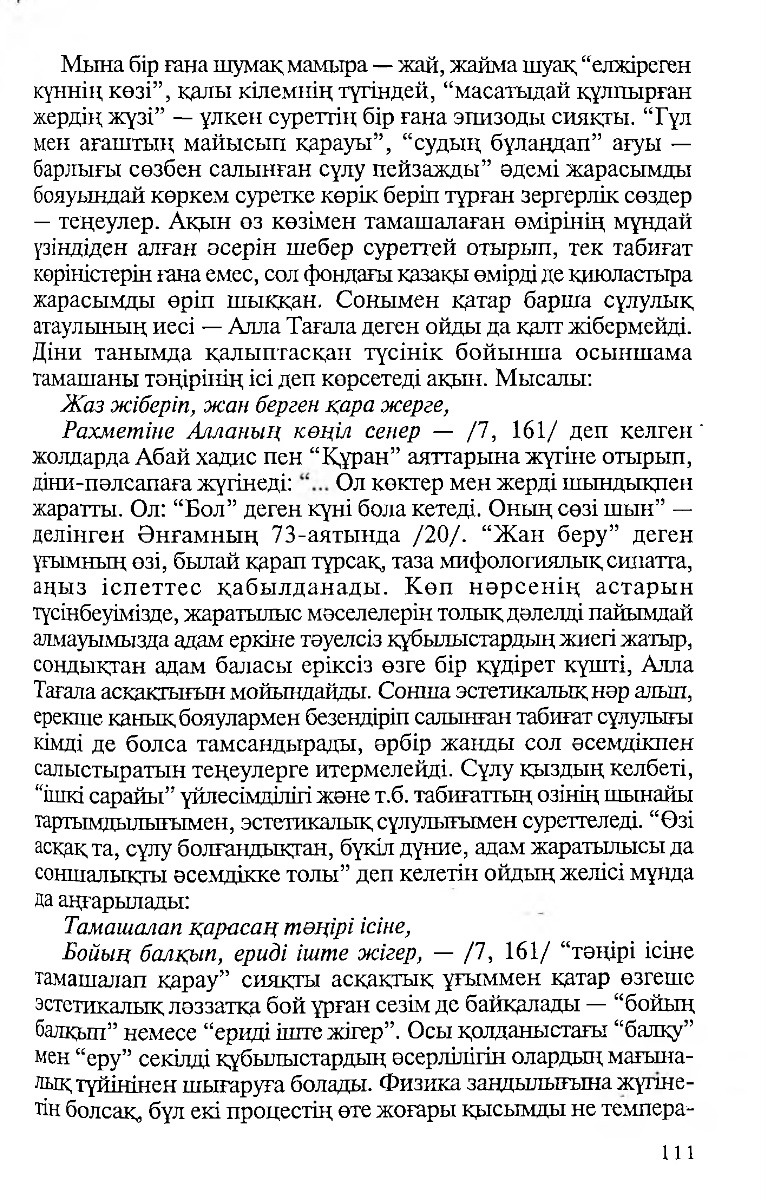 Мына бір ғана шумақ мамыра — жай, жайма шуақ “елжіреген
күннің көзі”, қалы кілемнің түгіндей, “масатыдай құлпырған
жердің жүзі” — үлкен суреттің бір ғана эпизоды сияқты. “Гүл
мен ағаштың майысып қарауы”, “судың бұлаңдап” ағуы —
барлығы сөзбен салынған сұлу пейзажды” әдемі жарасымды
бояуындай көркем суретке көрік беріп тұрған зергерлік сөздер
— теңеулер. Ақын өз көзімен тамашалаған өмірінің мұндай
үзіндіден алған әсерін шебер суреттей отырып, тек табиғат
көріністерін ғана емес, сол фондағы қазақы өмірді де қиюластыра
жарасымды өріп шыққан. Сонымен қатар барша сұлулық
атаулының иесі — Алла Тағала деген ойды да қалт жібермейді.
Діни танымда қалыптасқан түсінік бойынша осыншама
тамашаны тәңірінің ісі деп көрсетеді ақын. Мысалы:
Жаз жіберіп, жан берген қара жерге,
Рахметіне Алланың көңіл сенер — /7, 161/ деп келген
жолдарда Абай хадис пен “Құран” аяттарына жүгіне отырып,
діни-пәлсапаға жүгінеді: “... Ол көктер мен жерді шындықпен
жаратты. Ол: “Бол” деген күні бола кетеді. Оның сөзі шын” —
делінген Әнғамның 73-аятында /20/. “Жан беру” деген
ұғымның өзі, былай қарап тұрсақ, таза мифологиялық сипатта,
аңыз іспеттес қабылданады. Көп нәрсенің астарын
түсінбеуімізде, жаратылыс мәселелерін толық дәлелді пайымдай
алмауымызда адам еркіне тәуелсіз құбылыстардың жиегі жатыр,
сондықтан адам баласы еріксіз өзге бір құдірет күшті, Алла
Тағала асқақтығын мойындайды. Сонша эстетикалық нәр алып,
ерекше қанық бояулармен безендіріп салынған табиғат сұлулығы
кімді де болса тамсандырады, әрбір жанды сол әсемдікпен
салыстыратын теңеулерге итермелейді. Сұлу қыздың келбеті,
“ішкі сарайы” үйлесімділігі және т.б. табиғаттың өзінің шынайы
тартымдылығымен, эстетикалық сұлулығымен суреттеледі. “Өзі
асқақ та, сұлу болғандықтан, бүкіл дүние, адам жаратылысы да
соншалықты әсемдікке толы” деп келетін ойдың желісі мұнда
да аңғарылады:
Тамашалап қарасаң тәңірі ісіне,
Бойың балқып, ериді іште жігер, — /7, 161/ “тәңірі ісіне
тамашалап қарау” сияқты асқақтық ұғыммен қатар өзгеше
эстетикалық ләззатқа бой ұрған сезім де байқалады — “бойың
балқып” немесе “ериді іште жігер”. Осы қолданыстағы “балқу”
мен “еру” секілді құбылыстардың әсерлілігін олардың мағына-
лық түйінінен шығаруға болады. Физика заңдылығына жүгіне-
тін болсақ, бұл екі процестің өте жоғары қысымды не темпера-
111